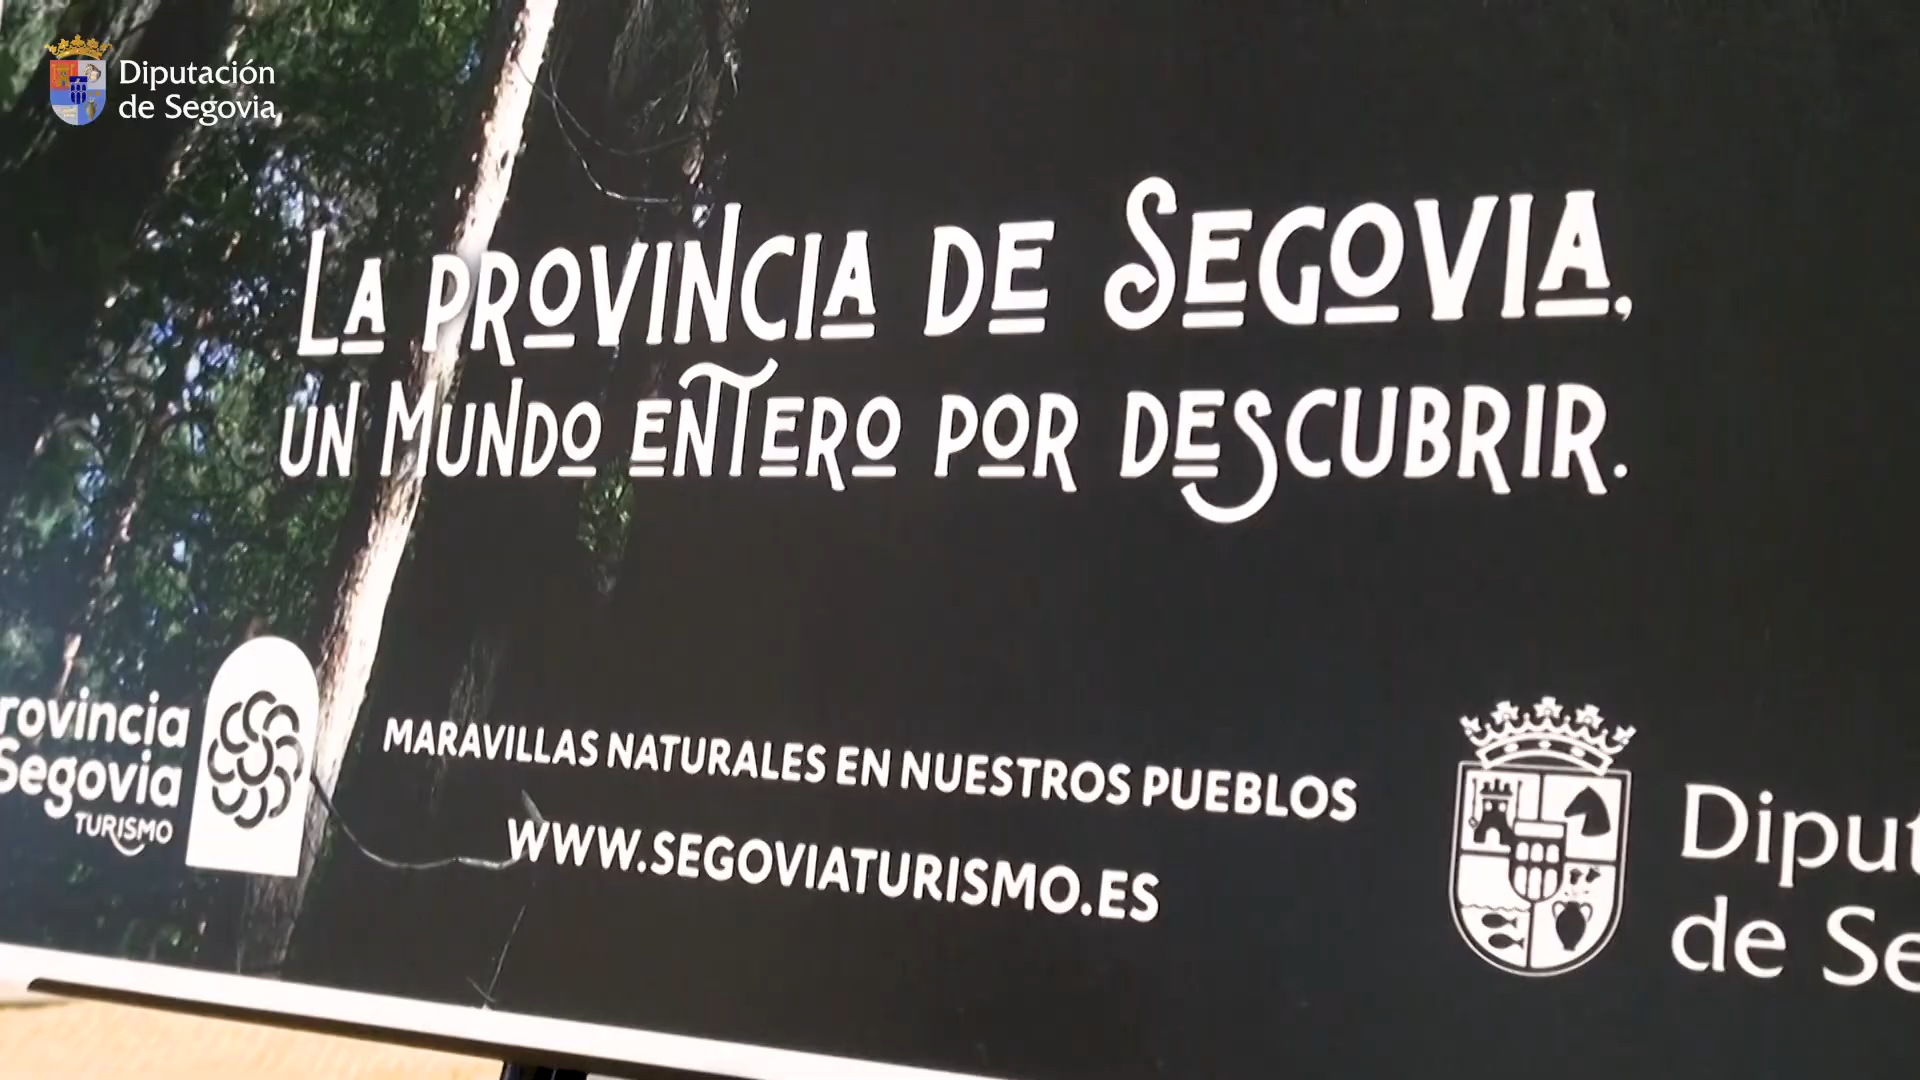 Diputación
de Segovia
LA PROVINCIA DE SEGOVIA,
UN MUNDO ENTERO POR DESCUBRIR.
rovincia
Segovia
TURISMO
MARAVILLAS NATURALES EN NUESTROS PUEBLOS
WWW.SEGOVIATURISMO.ES
Diput
de Se